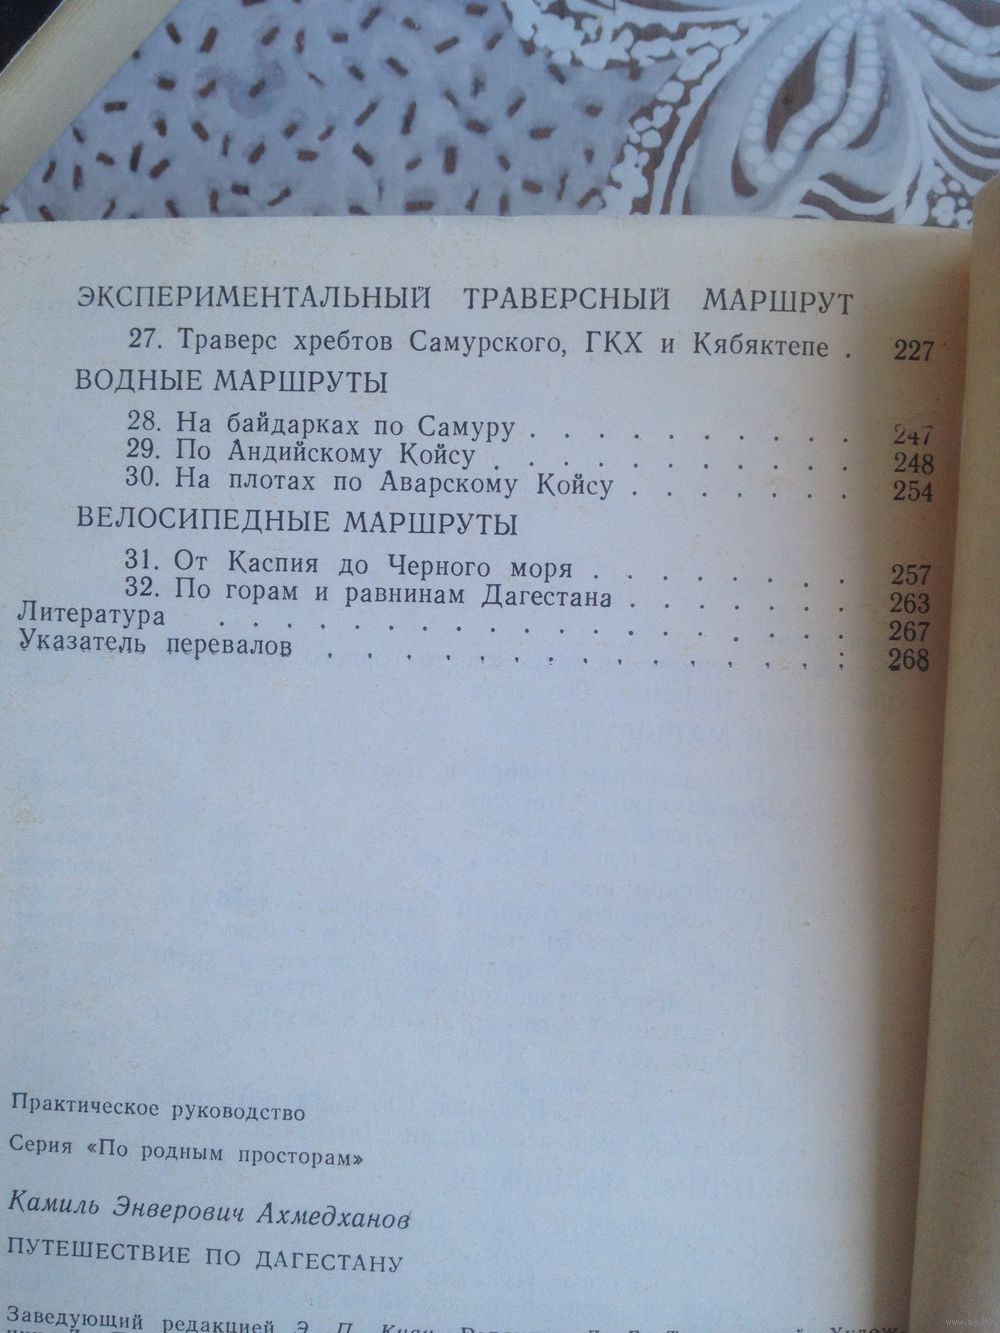 ЭКСПЕРИМЕНТАЛЬНЫЙ ТРАВЕРСНЫЙ МАРШРУТ
27. Траверс хребтов Самурского, ГКХ и Кябяктепе . 227
ВОДНЫЕ МАРШРУТЫ
28. На байдарках по Самуру . . . . . . . . . . 247
29. По Андийскому Койсу . . . . . . . . . . . 248
30. На плотах по Аварскому Койсу . . . . . . . 254
ВЕЛОСИПЕДНЫЕ МАРШРУТЫ
31. От Каспия до Черного моря . . . . . . . . 257
32. По горам и равнинам Дагестана . . . . . . . 263
Литература . . . . . . . . . . . . . . . . . . 267
Указатель перевалов . . . . . . . . . . . . . . 268
Практическое руководство
Серия «По родным просторам»
Камиль Энверович Ахмедханов
ПУТЕШЕСТВИЕ ПО ДАГЕСТАНУ
Заведующий редакцией Э. П.